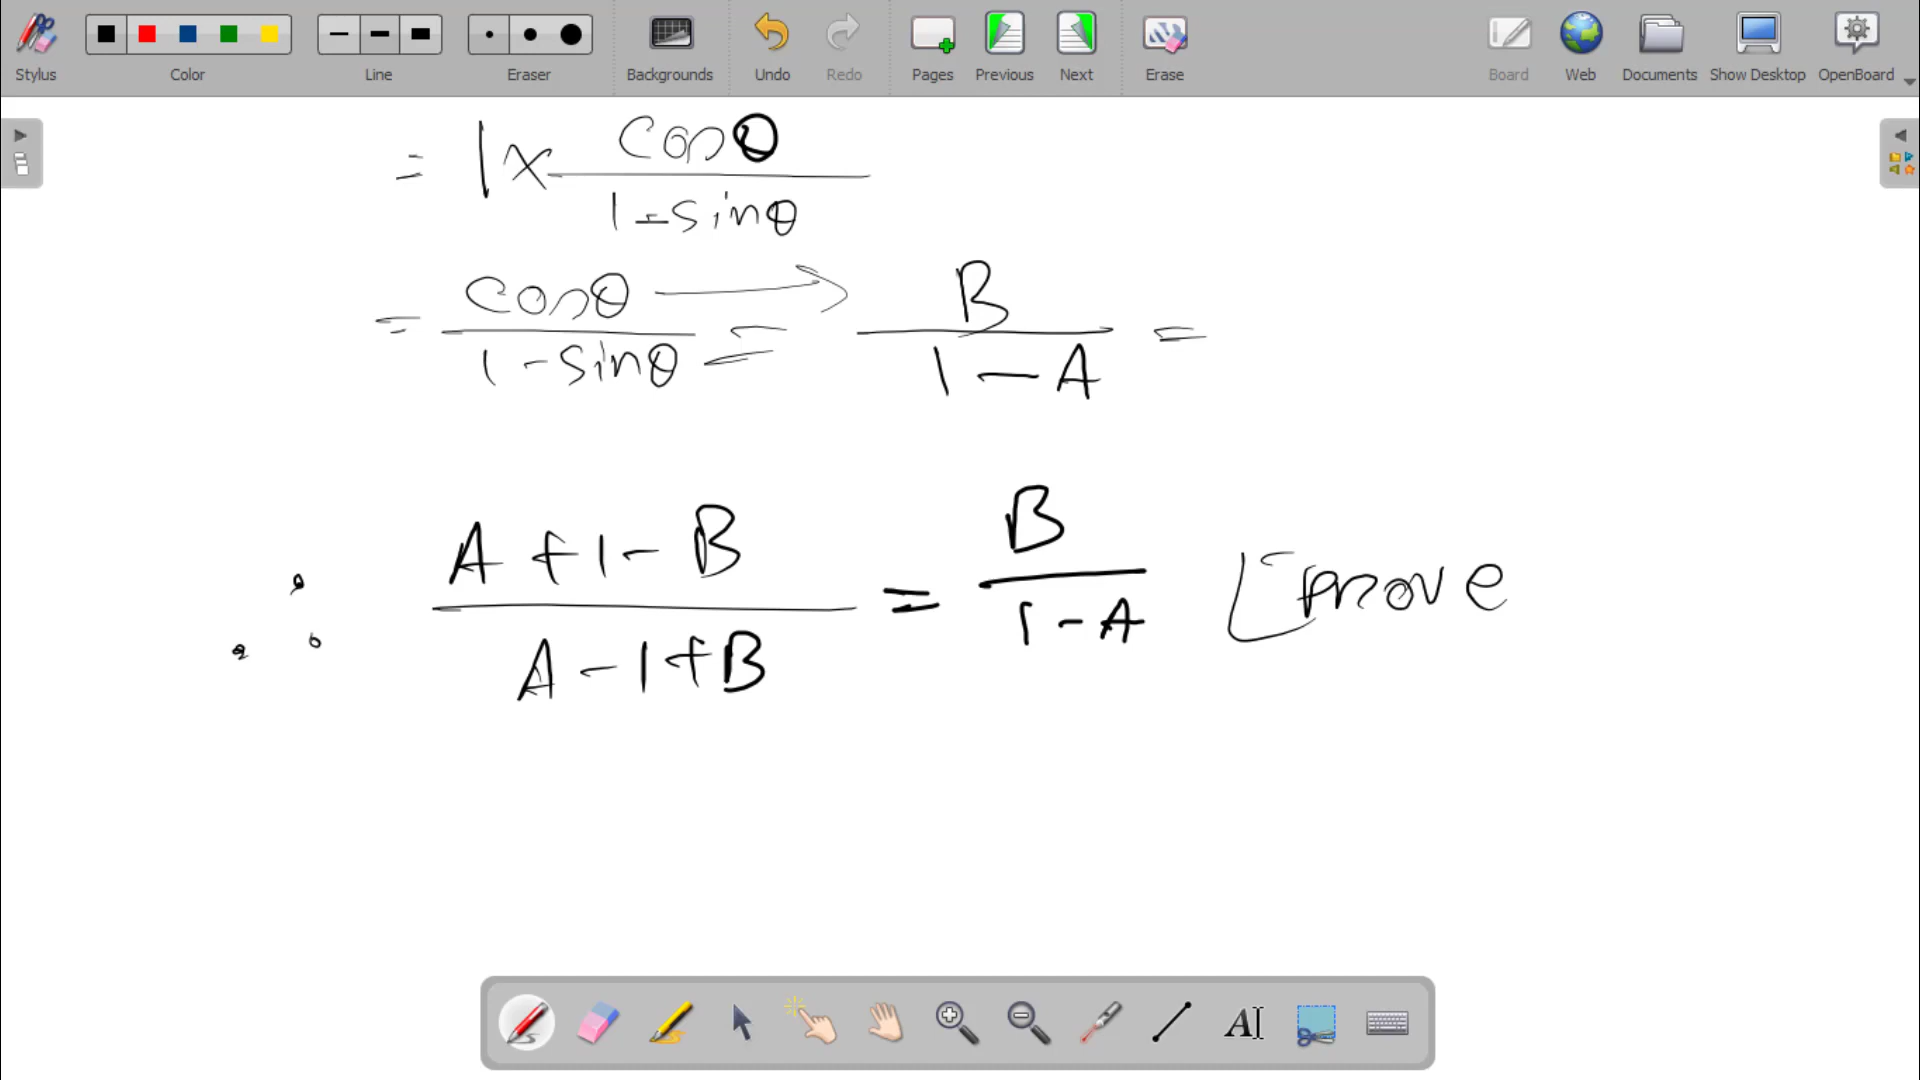 Stylus Color Line Eraser Backgrounds Undo Redo Pages Previous Next Erase Board Web Documents Show Desktop OpenBoard
= 1 × cosθ / 1 - sinθ
= cosθ / 1 - sinθ → = B / 1 - A =
∴ A + 1 - B / A - 1 + B = B / 1 - A [prove
AI